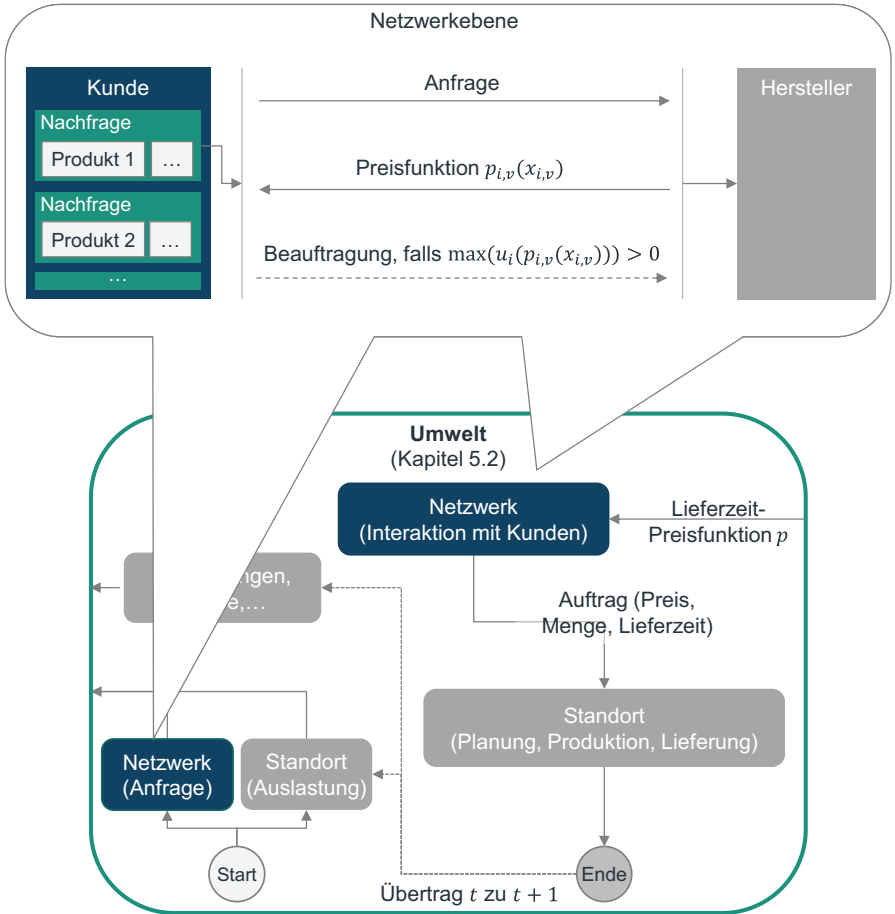 Netzwerkebene
Kunde
Nachfrage
Produkt 1
…
Nachfrage
Produkt 2
…
…
Anfrage
Preisfunktion p_{i,v}(x_{i,v})
Beauftragung, falls max(u_i(p_{i,v}(x_{i,v}))) > 0
Hersteller
Umwelt
(Kapitel 5.2)
Netzwerk
(Interaktion mit Kunden)
Lieferzeit-
Preisfunktion p
Auftrag (Preis,
Menge, Lieferzeit)
Standort
(Planung, Produktion, Lieferung)
Netzwerk
(Anfrage)
Standort
(Auslastung)
Start
Ende
Übertrag t zu t + 1